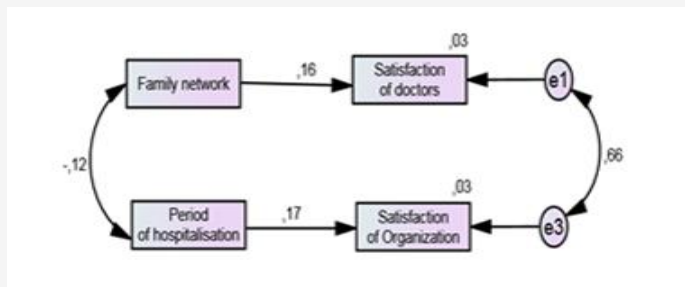 ,03
Family network
,16
Satisfaction
of doctors
e1
-,12
,66
,03
Period
of hospitalisation
,17
Satisfaction
of Organization
e3